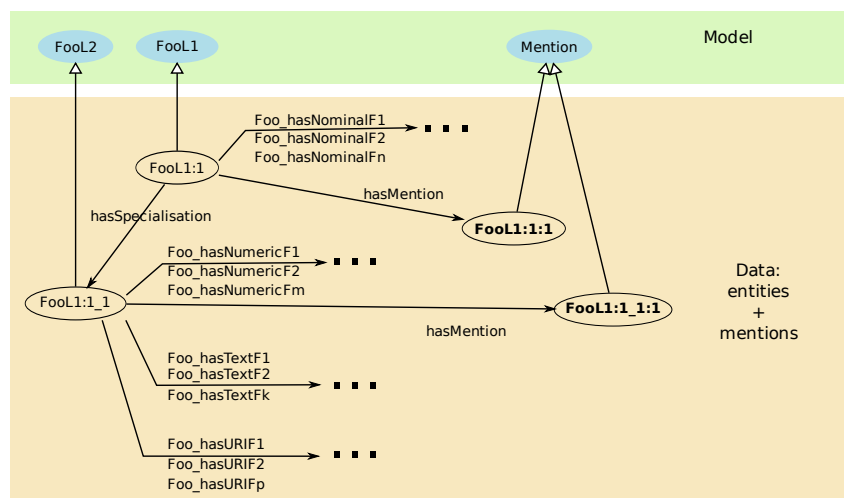 FooL2
FooL1
Mention
Model
Foo_hasNominalF1
Foo_hasNominalF2
Foo_hasNominalFn
FooL1:1
hasMention
hasSpecialisation
FooL1:1:1
Foo_hasNumericF1
Foo_hasNumericF2
Foo_hasNumericFm
FooL1:1_1
FooL1:1_1:1
hasMention
Data:
entities
+
mentions
Foo_hasTextF1
Foo_hasTextF2
Foo_hasTextFk
Foo_hasURIF1
Foo_hasURIF2
Foo_hasURIFp